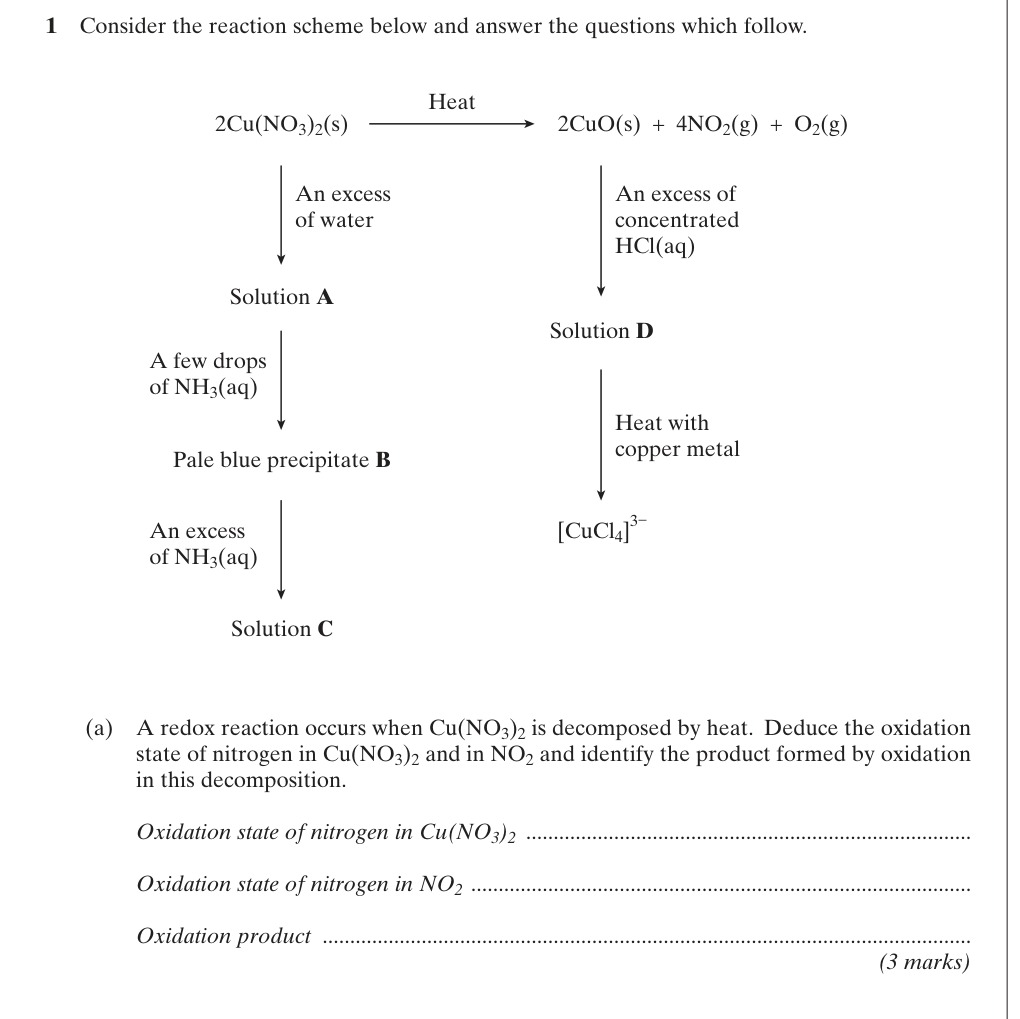 1 Consider the reaction scheme below and answer the questions which follow.
Heat
2Cu(NO₃)₂(s) 2CuO(s) + 4NO₂(g) + O₂(g)
An excess
of water
An excess of
concentrated
HCl(aq)
Solution A
Solution D
A few drops
of NH₃(aq)
Heat with
copper metal
Pale blue precipitate B
[CuCl₄]³⁻
An excess
of NH₃(aq)
Solution C
(a) A redox reaction occurs when Cu(NO₃)₂ is decomposed by heat. Deduce the oxidation
state of nitrogen in Cu(NO₃)₂ and in NO₂ and identify the product formed by oxidation
in this decomposition.
Oxidation state of nitrogen in Cu(NO₃)₂ ................................................................................
Oxidation state of nitrogen in NO₂ ..........................................................................................
Oxidation product .....................................................................................................................
(3 marks)